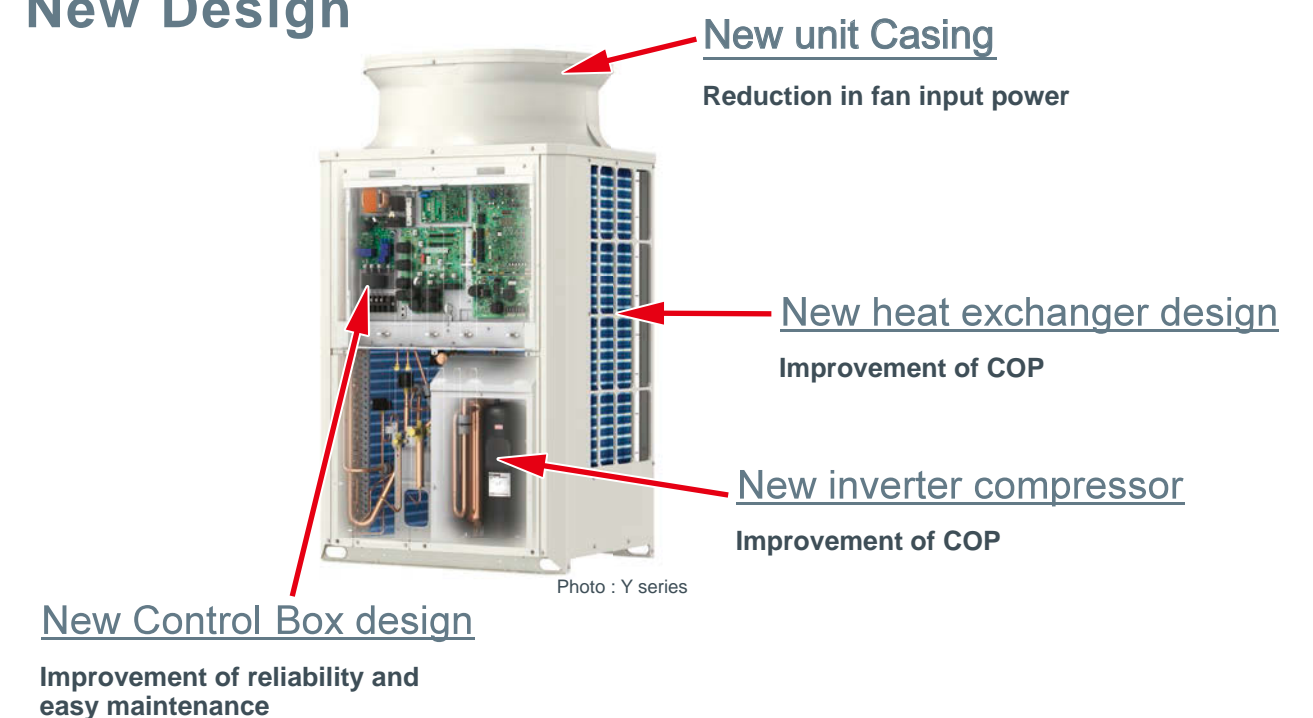 New Design
New unit Casing
Reduction in fan input power
New heat exchanger design
Improvement of COP
New inverter compressor
Improvement of COP
Photo : Y series
New Control Box design
Improvement of reliability and
easy maintenance